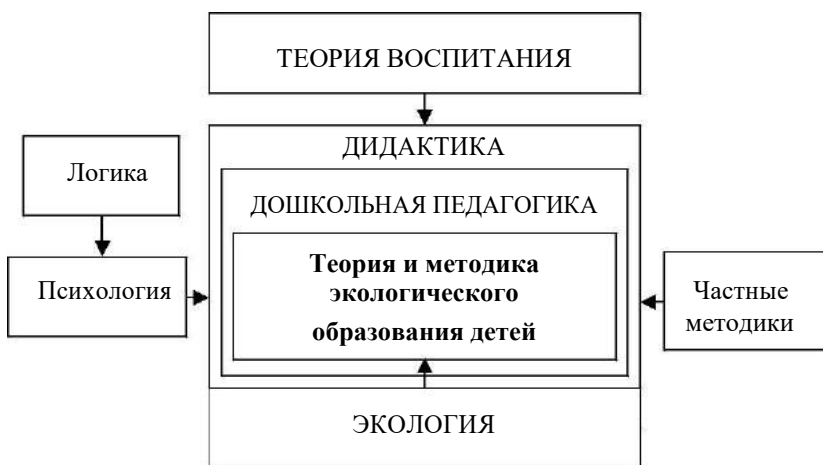 ТЕОРИЯ ВОСПИТАНИЯ
ДИДАКТИКА
Логика
ДОШКОЛЬНАЯ ПЕДАГОГИКА
Теория и методика
экологического
образования детей
Психология
Частные
методики
ЭКОЛОГИЯ